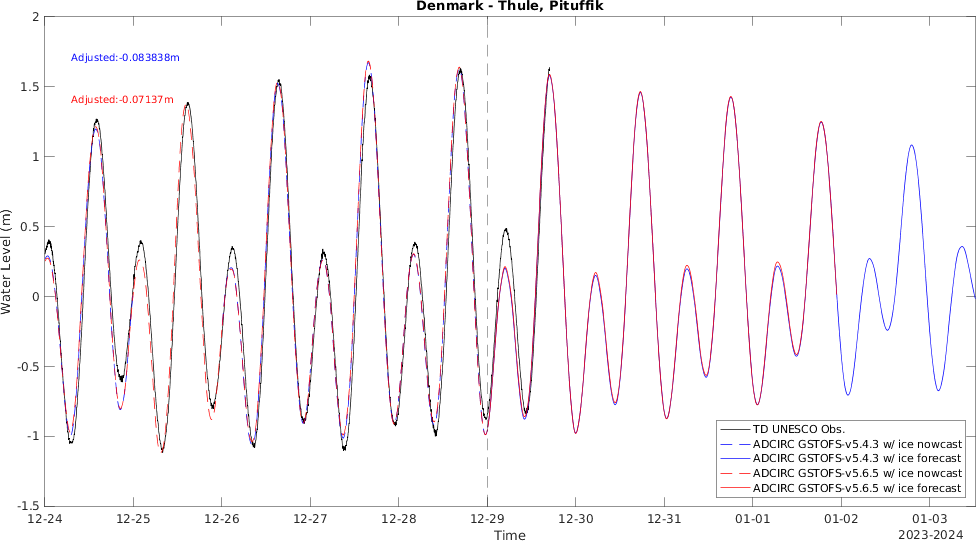 Denmark - Thule, Pituffik
Adjusted:-0.083838m
Adjusted:-0.07137m
Water Level (m)
2
1.5
1
0.5
0
-0.5
-1
-1.5
TD UNESCO Obs.
ADCIRC GSTOFS-v5.4.3 w/ ice nowcast
ADCIRC GSTOFS-v5.4.3 w/ ice forecast
ADCIRC GSTOFS-v5.6.5 w/ ice nowcast
ADCIRC GSTOFS-v5.6.5 w/ ice forecast
12-24 12-25 12-26 12-27 12-28 12-29 12-30 12-31 01-01 01-02 01-03
Time
2023-2024